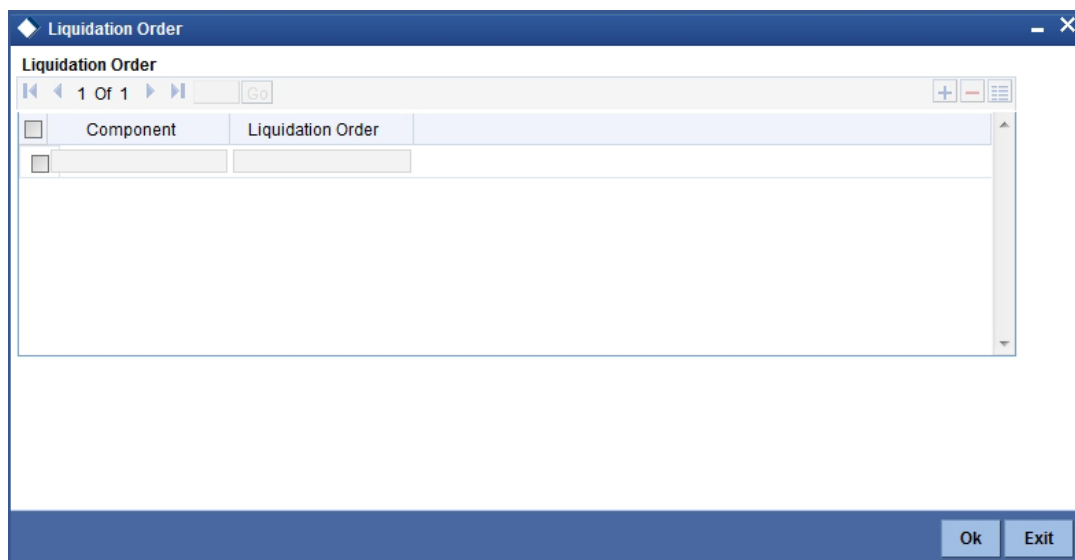 Liquidation Order
Liquidation Order
1 Of 1 Go
Component Liquidation Order
Ok Exit